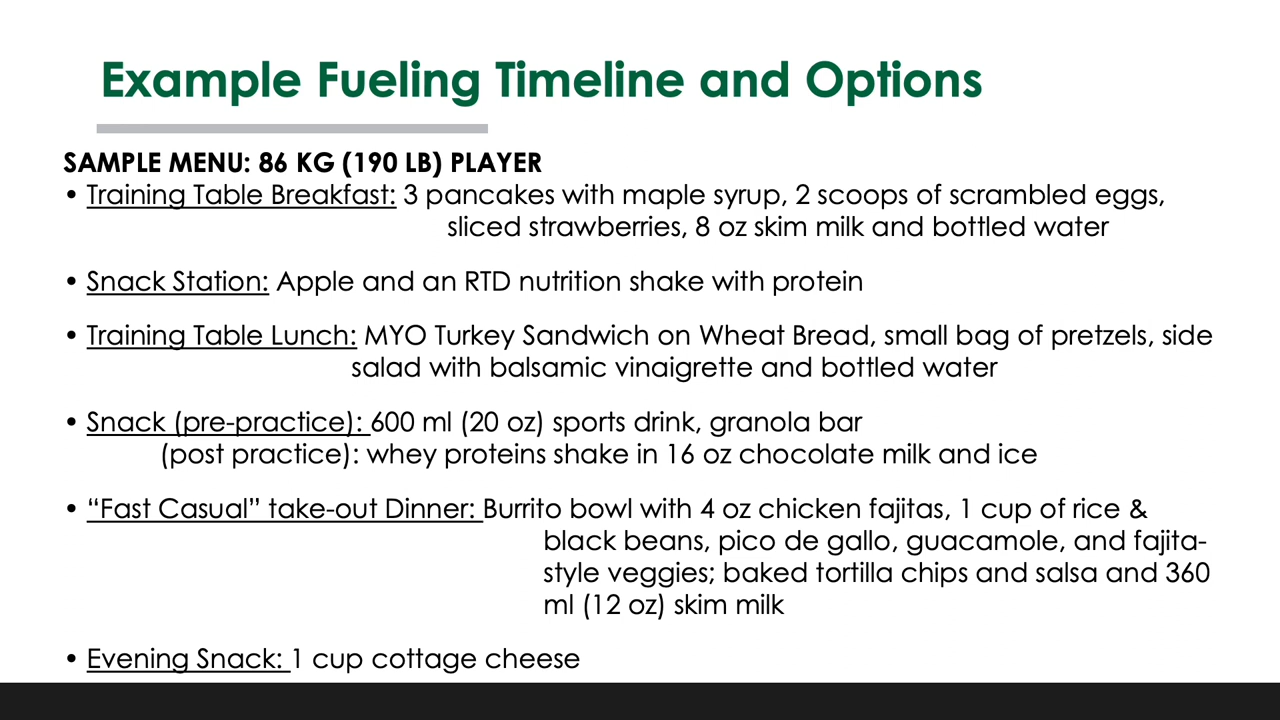 Example Fueling Timeline and Options
SAMPLE MENU: 86 KG (190 LB) PLAYER
• Training Table Breakfast: 3 pancakes with maple syrup, 2 scoops of scrambled eggs,
sliced strawberries, 8 oz skim milk and bottled water
• Snack Station: Apple and an RTD nutrition shake with protein
• Training Table Lunch: MYO Turkey Sandwich on Wheat Bread, small bag of pretzels, side
salad with balsamic vinaigrette and bottled water
• Snack (pre-practice): 600 ml (20 oz) sports drink, granola bar
(post practice): whey proteins shake in 16 oz chocolate milk and ice
• “Fast Casual” take-out Dinner: Burrito bowl with 4 oz chicken fajitas, 1 cup of rice &
black beans, pico de gallo, guacamole, and fajita-
style veggies; baked tortilla chips and salsa and 360
ml (12 oz) skim milk
• Evening Snack: 1 cup cottage cheese